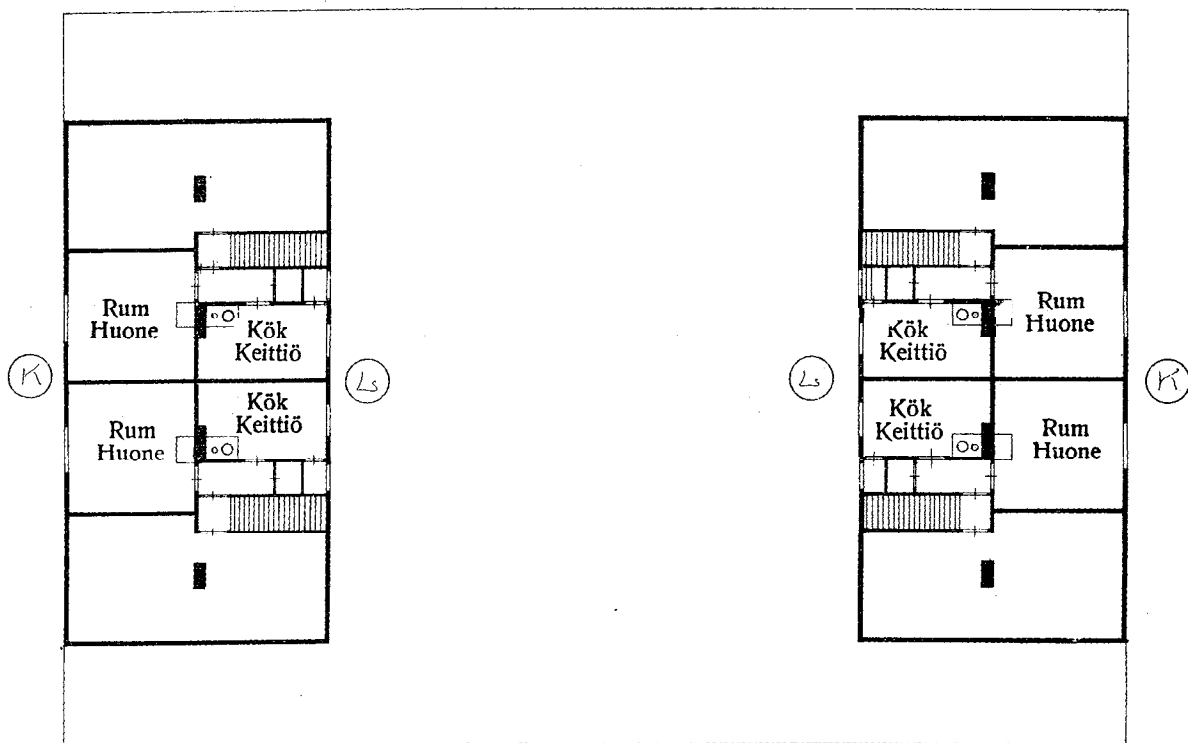 Rum
Huone
Kök
Keittiö
Kök
Keittiö
Rum
Huone
K
Ls
Kök
Keittiö
Rum
Huone
Kök
Keittiö
Rum
Huone
Ls
K